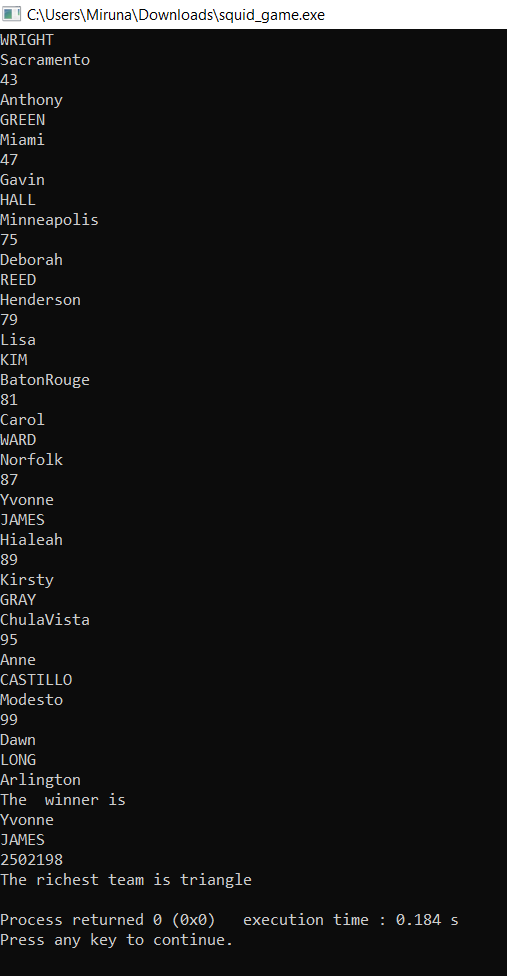 C:\Users\Miruna\Downloads\squid_game.exe
WRIGHT
Sacramento
43
Anthony
GREEN
Miami
47
Gavin
HALL
Minneapolis
75
Deborah
REED
Henderson
79
Lisa
KIM
BatonRouge
81
Carol
WARD
Norfolk
87
Yvonne
JAMES
Hialeah
89
Kirsty
GRAY
ChulaVista
95
Anne
CASTILLO
Modesto
99
Dawn
LONG
Arlington
The  winner is
Yvonne
JAMES
2502198
The richest team is triangle
Process returned 0 (0x0)   execution time : 0.184 s
Press any key to continue.